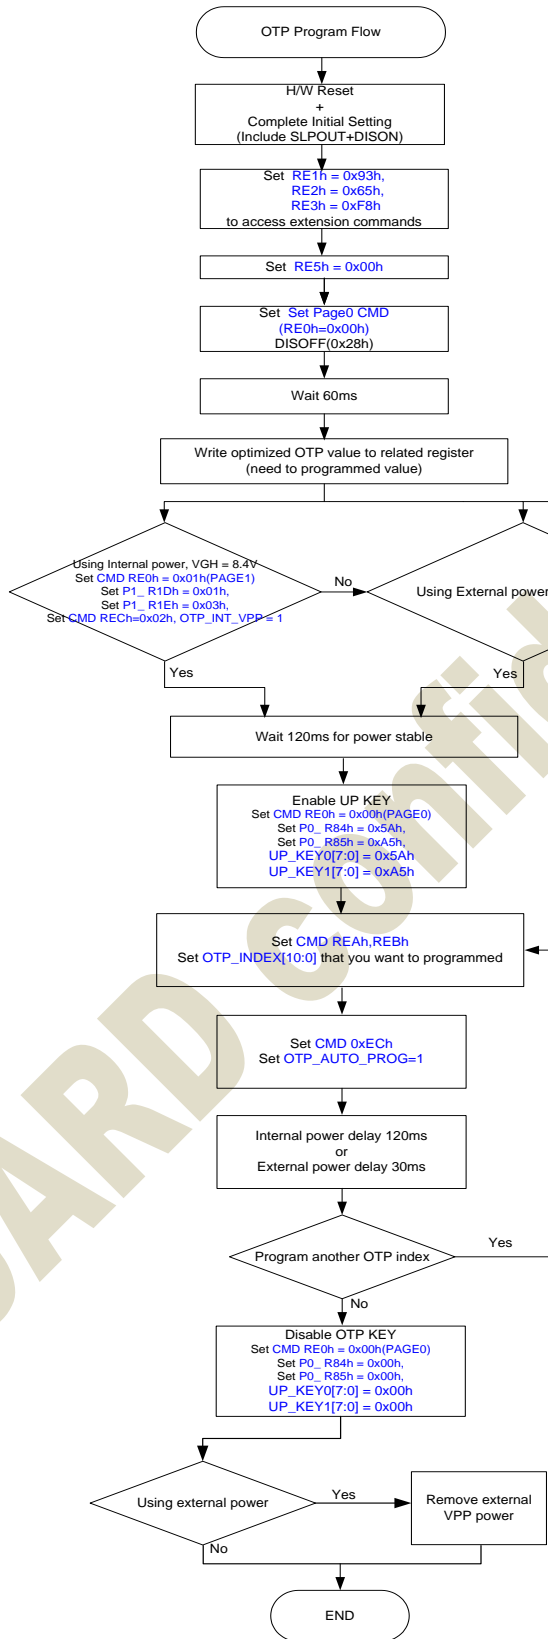 OTP Program Flow
H/W Reset
+
Complete Initial Setting
(Include SLPOUT+DISON)
Set RE1h = 0x93h,
RE2h = 0x65h,
RE3h = 0xF8h
to access extension commands
Set RE5h = 0x00h
Set Set Page0 CMD
(RE0h=0x00h)
DISOFF(0x28h)
Wait 60ms
Write optimized OTP value to related register
(need to programmed value)
Using Internal power, VGH = 8.4V
Set CMD RE0h = 0x01h(PAGE1)
Set P1_ R1Dh = 0x01h,
Set P1_ R1Eh = 0x03h,
Set CMD RECh=0x02h, OTP_INT_VPP = 1
No
Using External power
Yes
Yes
Wait 120ms for power stable
Enable UP KEY
Set CMD RE0h = 0x00h(PAGE0)
Set P0_ R84h = 0x5Ah,
Set P0_ R85h = 0xA5h,
UP_KEY0[7:0] = 0x5Ah
UP_KEY1[7:0] = 0xA5h
Set CMD REAh,REBh
Set OTP_INDEX[10:0] that you want to programmed
Set CMD 0xECh
Set OTP_AUTO_PROG=1
Internal power delay 120ms
or
External power delay 30ms
Program another OTP index
Yes
No
Disable OTP KEY
Set CMD RE0h = 0x00h(PAGE0)
Set P0_ R84h = 0x00h,
Set P0_ R85h = 0x00h,
UP_KEY0[7:0] = 0x00h
UP_KEY1[7:0] = 0x00h
Using external power
Yes
Remove external
VPP power
No
END